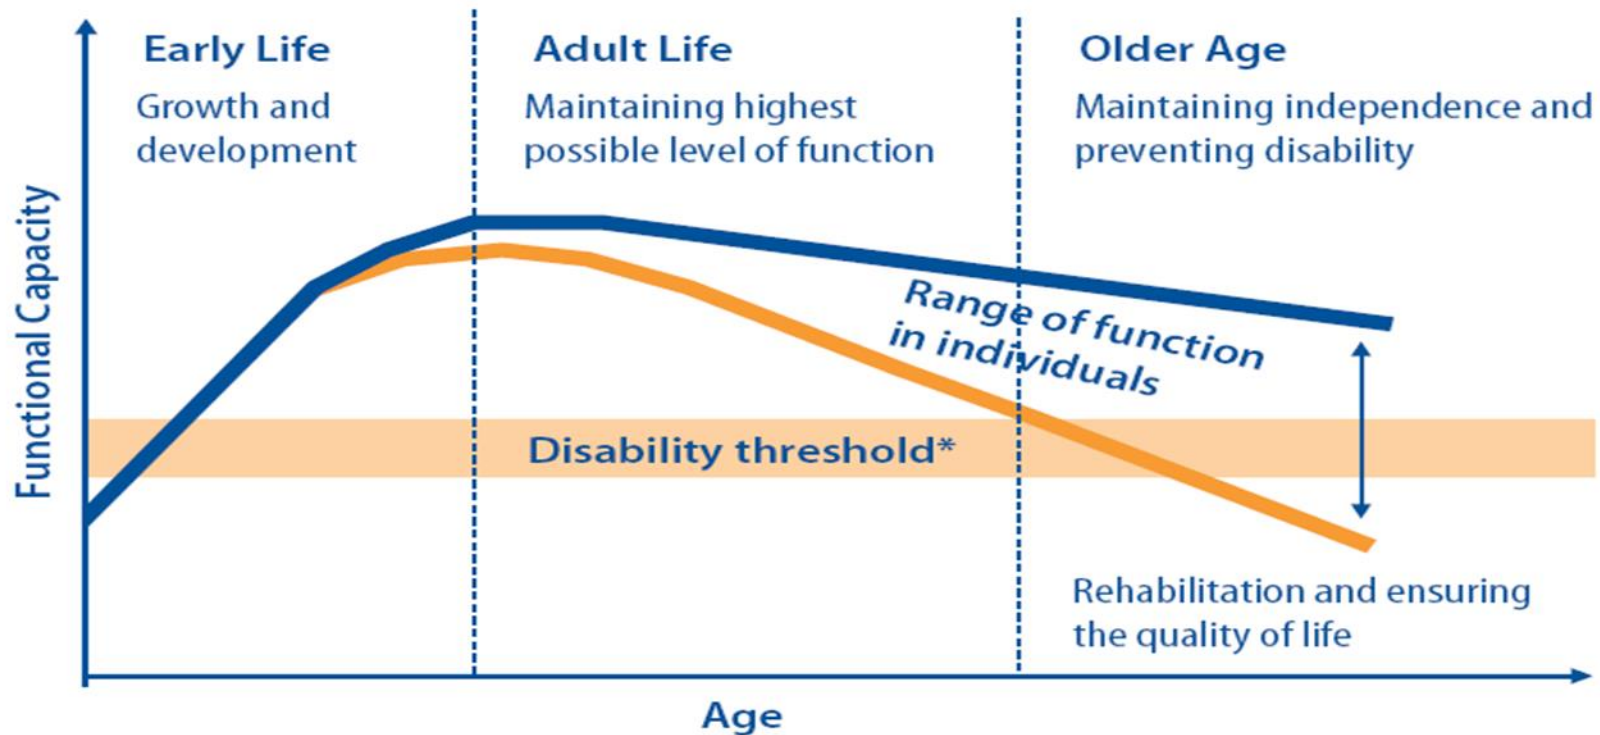 Early Life
Growth and
development
Adult Life
Maintaining highest
possible level of function
Older Age
Maintaining independence and
preventing disability
Functional Capacity
Range of function
in individuals
Disability threshold*
Rehabilitation and ensuring
the quality of life
Age